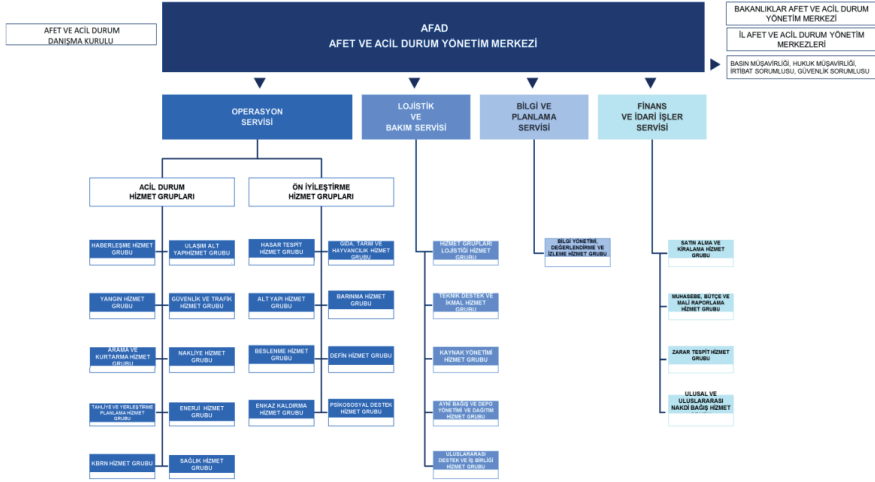 AFAD
AFET VE ACİL DURUM YÖNETİM MERKEZİ
AFET VE ACİL DURUM
DANIŞMA KURULU
BAKANLIKLAR AFET VE ACİL DURUM
YÖNETİM MERKEZİ
İL AFET VE ACİL DURUM YÖNETİM
MERKEZLERİ
BASIN MÜŞAVİRLİĞİ, HUKUK MÜŞAVİRLİĞİ,
İRTİBAT SORUMLUSU, GÜVENLİK SORUMLUSU
OPERASYON
SERVİSİ
LOJİSTİK
VE
BAKIM SERVİSİ
BİLGİ VE
PLANLAMA
SERVİSİ
FİNANS
VE İDARİ İŞLER
SERVİSİ
ACİL DURUM
HİZMET GRUPLARI
ÖN İYİLEŞTİRME
HİZMET GRUPLARI
HABERLEŞME HİZMET
GRUBU
ULAŞIM ALT
YAPIHİZMET GRUBU
YANGIN HİZMET
GRUBU
GÜVENLİK VE TRAFİK
HİZMET GRUBU
ARAMA VE
KURTARMA HİZMET
GRUBU
NAKLİYE HİZMET
GRUBU
TAHLİYE VE YERLEŞTİRME
PLANLAMA HİZMET
GRUBU
ENERJİ HİZMET
GRUBU
KBRN HİZMET GRUBU
SAĞLIK HİZMET
GRUBU
HASAR TESPİT
HİZMET GRUBU
GIDA, TARIM VE
HAYVANCILIK HİZMET
GRUBU
ALT YAPI HİZMET
GRUBU
BARINMA HİZMET
GRUBU
BESLENME HİZMET
GRUBU
DEFİN HİZMET GRUBU
ENKAZ KALDIRMA
HİZMET GRUBU
PSİKOSOSYAL DESTEK
HİZMET GRUBU
HİZMET GRUPLARI
LOJİSTİĞİ HİZMET
GRUBU
TEKNİK DESTEK VE
İKMAL HİZMET
GRUBU
KAYNAK YÖNETİMİ
HİZMET GRUBU
AYNİ BAĞIŞ VE DEPO
YÖNETİMİ VE DAĞITIM
HİZMET GRUBU
ULUSLARARASI
DESTEK VE İŞ BİRLİĞİ
HİZMET GRUBU
BİLGİ YÖNETİMİ,
DEĞERLENDİRME VE
İZLEME HİZMET GRUBU
SATIN ALMA VE
KİRALAMA HİZMET
GRUBU
MUHASEBE, BÜTÇE VE
MALİ RAPORLAMA
HİZMET GRUBU
ZARAR TESPİT HİZMET
GRUBU
ULUSAL VE
ULUSLARARASI
NAKDİ BAĞIŞ HİZMET